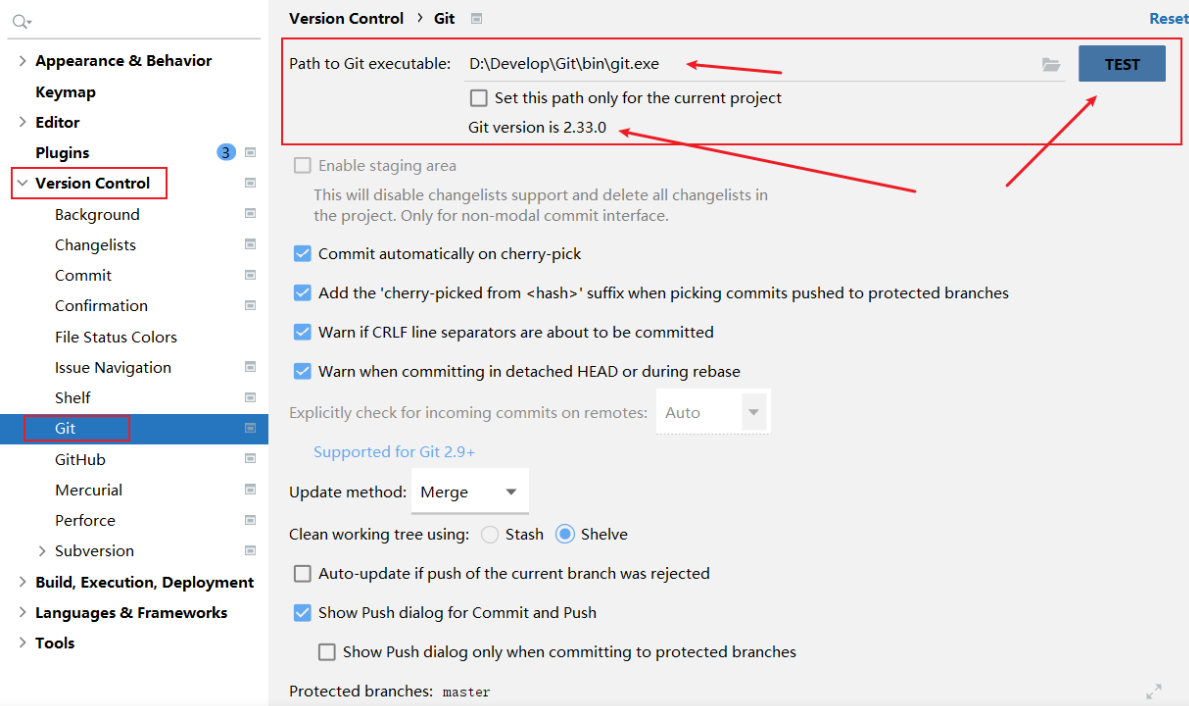 Version Control › Git
Reset
Appearance & Behavior
Keymap
Editor
Plugins 3
Version Control
Background
Changelists
Commit
Confirmation
File Status Colors
Issue Navigation
Shelf
Git
GitHub
Mercurial
Perforce
Subversion
Build, Execution, Deployment
Languages & Frameworks
Tools
Path to Git executable: D:\Develop\Git\bin\git.exe TEST
Set this path only for the current project
Git version is 2.33.0
Enable staging area
This will disable changelists support and delete all changelists in
the project. Only for non-modal commit interface.
Commit automatically on cherry-pick
Add the 'cherry-picked from <hash>' suffix when picking commits pushed to protected branches
Warn if CRLF line separators are about to be committed
Warn when committing in detached HEAD or during rebase
Explicitly check for incoming commits on remotes: Auto
Supported for Git 2.9+
Update method: Merge
Clean working tree using: Stash Shelve
Auto-update if push of the current branch was rejected
Show Push dialog for Commit and Push
Show Push dialog only when committing to protected branches
Protected branches: master